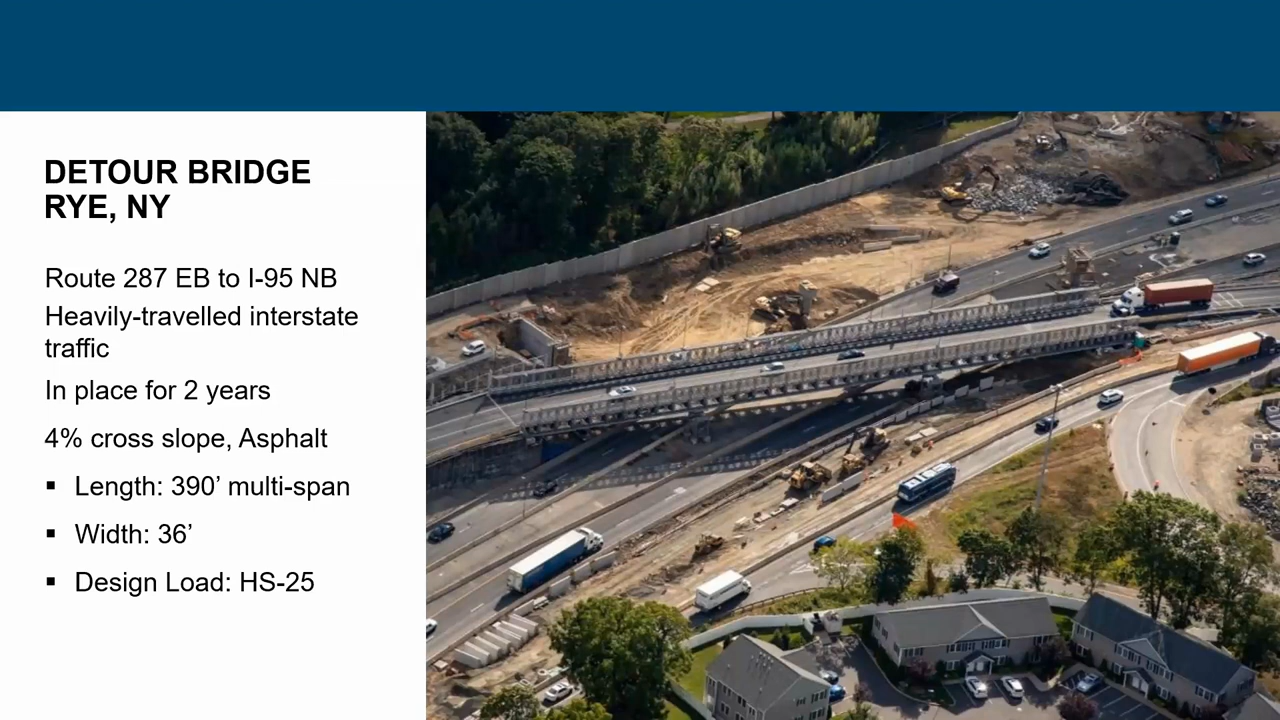 DETOUR BRIDGE
RYE, NY
Route 287 EB to I-95 NB
Heavily-travelled interstate
traffic
In place for 2 years
4% cross slope, Asphalt
▪ Length: 390’ multi-span
▪ Width: 36’
▪ Design Load: HS-25